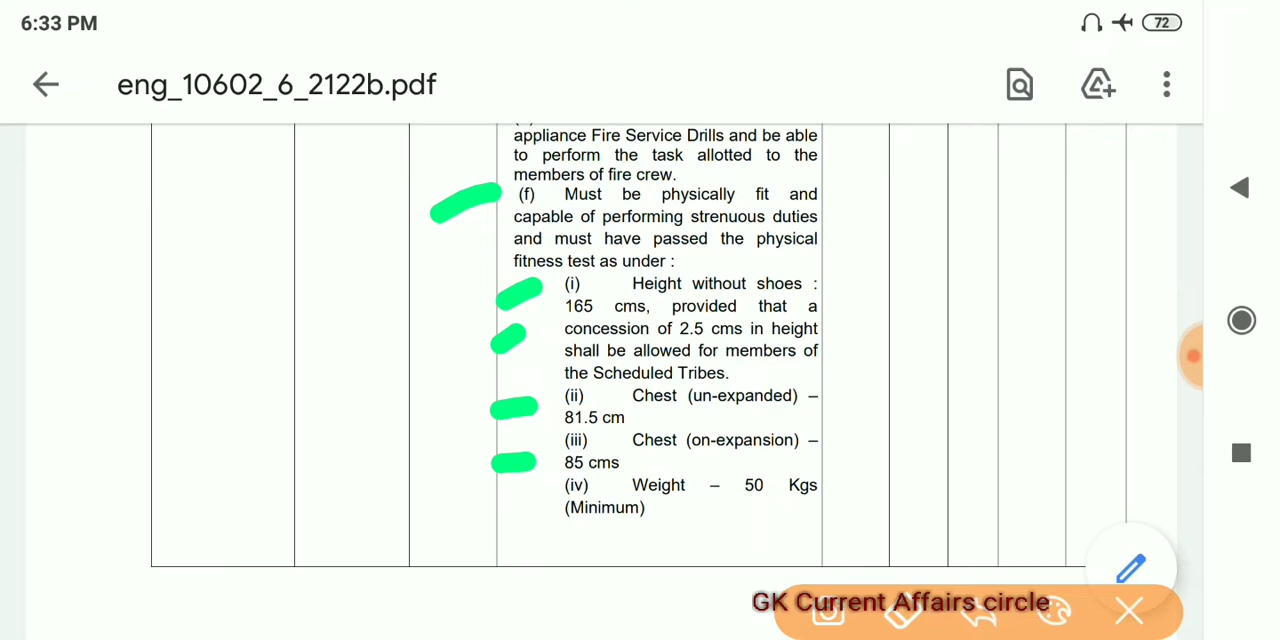 6:33 PM
72
eng_10602_6_2122b.pdf
appliance Fire Service Drills and be able
to perform the task allotted to the
members of fire crew.
(f) Must be physically fit and
capable of performing strenuous duties
and must have passed the physical
fitness test as under :
(i) Height without shoes :
165 cms, provided that a
concession of 2.5 cms in height
shall be allowed for members of
the Scheduled Tribes.
(ii) Chest (un-expanded) –
81.5 cm
(iii) Chest (on-expansion) –
85 cms
(iv) Weight – 50 Kgs
(Minimum)
GK Current Affairs circle